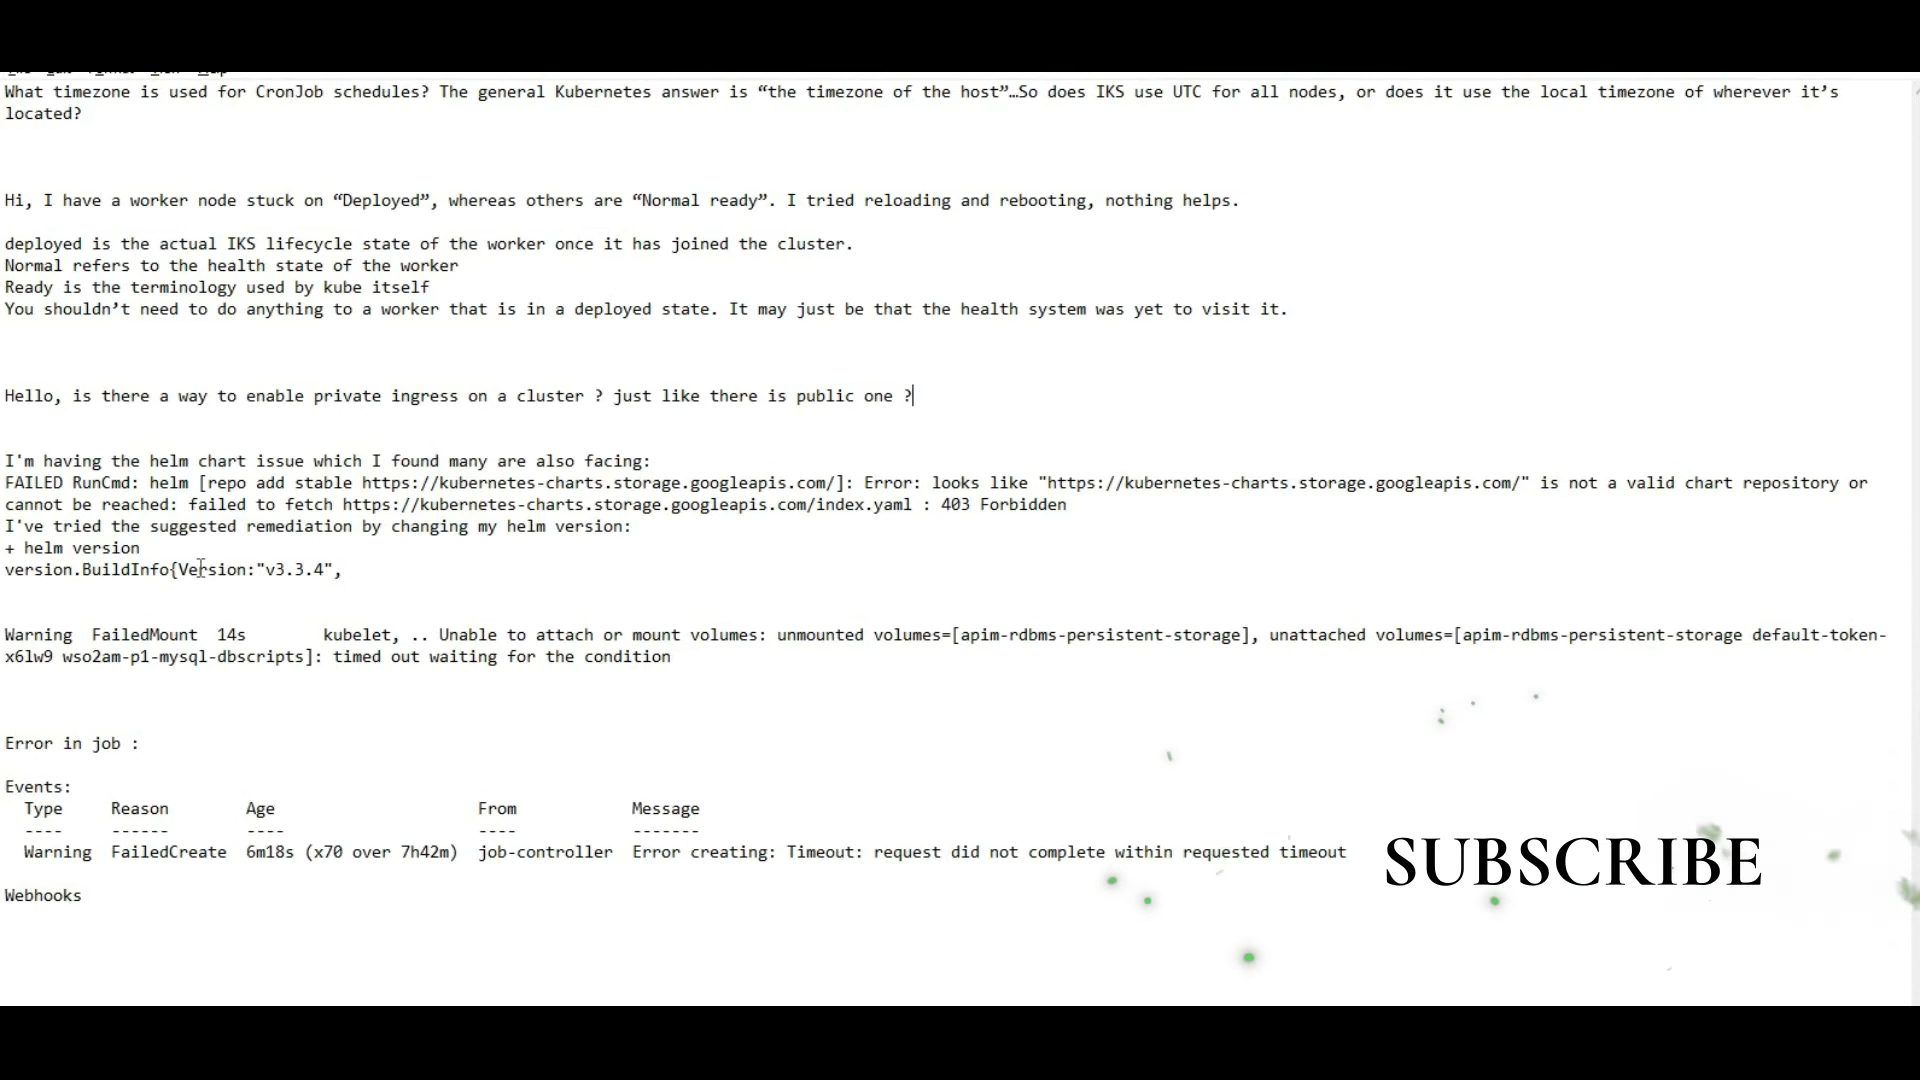 What timezone is used for CronJob schedules? The general Kubernetes answer is “the timezone of the host”…So does IKS use UTC for all nodes, or does it use the local timezone of wherever it’s
located?
Hi, I have a worker node stuck on “Deployed”, whereas others are “Normal ready”. I tried reloading and rebooting, nothing helps.
deployed is the actual IKS lifecycle state of the worker once it has joined the cluster.
Normal refers to the health state of the worker
Ready is the terminology used by kube itself
You shouldn’t need to do anything to a worker that is in a deployed state. It may just be that the health system was yet to visit it.
Hello, is there a way to enable private ingress on a cluster ? just like there is public one ?
I'm having the helm chart issue which I found many are also facing:
FAILED RunCmd: helm [repo add stable https://kubernetes-charts.storage.googleapis.com/]: Error: looks like "https://kubernetes-charts.storage.googleapis.com/" is not a valid chart repository or
cannot be reached: failed to fetch https://kubernetes-charts.storage.googleapis.com/index.yaml : 403 Forbidden
I've tried the suggested remediation by changing my helm version:
+ helm version
version.BuildInfo{Version:"v3.3.4",
Warning  FailedMount  14s        kubelet, .. Unable to attach or mount volumes: unmounted volumes=[apim-rdbms-persistent-storage], unattached volumes=[apim-rdbms-persistent-storage default-token-
x6lw9 wso2am-p1-mysql-dbscripts]: timed out waiting for the condition
Error in job :
Events:
Type     Reason        Age                     From            Message
----     ------        ----                    ----            -------
Warning  FailedCreate  6m18s (x70 over 7h42m)  job-controller  Error creating: Timeout: request did not complete within requested timeout
SUBSCRIBE
Webhooks